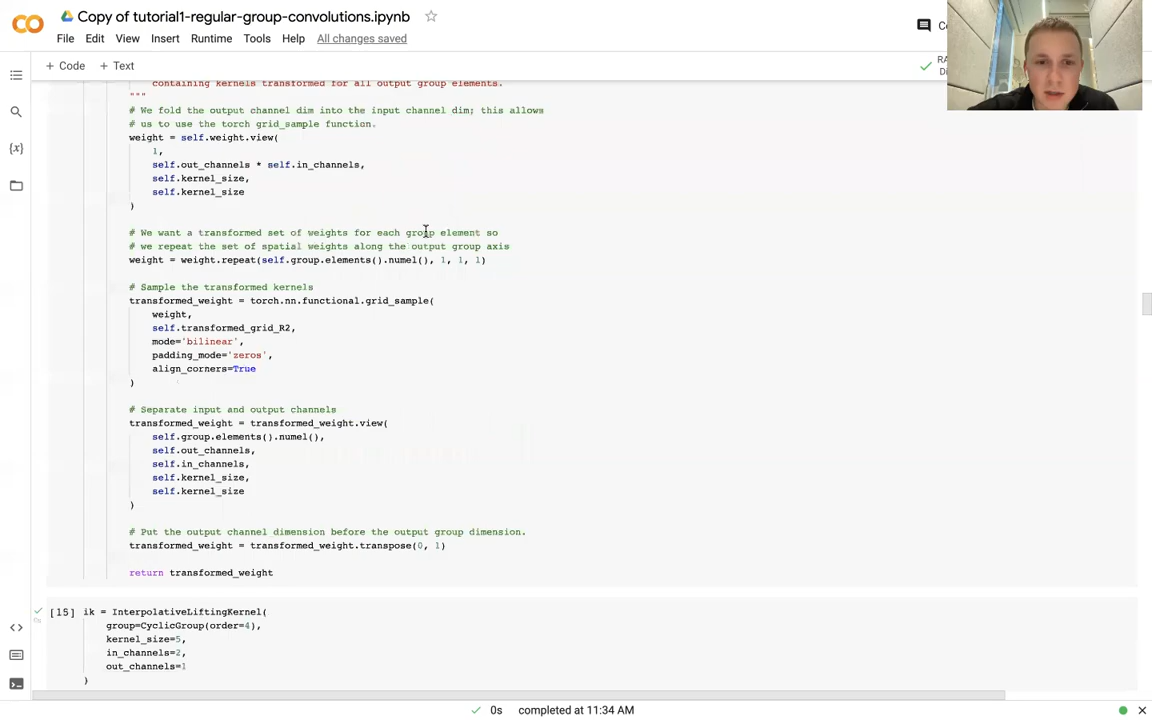 Copy of tutorial1-regular-group-convolutions.ipynb
File Edit View Insert Runtime Tools Help All changes saved
+ Code + Text
containing kernels transformed for all output group elements.
"""
# We fold the output channel dim into the input channel dim; this allows
# us to use the torch grid_sample function.
weight = self.weight.view(
1,
self.out_channels * self.in_channels,
self.kernel_size,
self.kernel_size
)
# We want a transformed set of weights for each group element so
# we repeat the set of spatial weights along the output group axis
weight = weight.repeat(self.group.elements().numel(), 1, 1, 1)
# Sample the transformed kernels
transformed_weight = torch.nn.functional.grid_sample(
weight,
self.transformed_grid_R2,
mode='bilinear',
padding_mode='zeros',
align_corners=True
)
# Separate input and output channels
transformed_weight = transformed_weight.view(
self.group.elements().numel(),
self.out_channels,
self.in_channels,
self.kernel_size,
self.kernel_size
)
# Put the output channel dimension before the output group dimension.
transformed_weight = transformed_weight.transpose(0, 1)
return transformed_weight
[15] ik = InterpolativeLiftingKernel(
0s
group=CyclicGroup(order=4),
kernel_size=5,
in_channels=2,
out_channels=1
)
0s completed at 11:34 AM